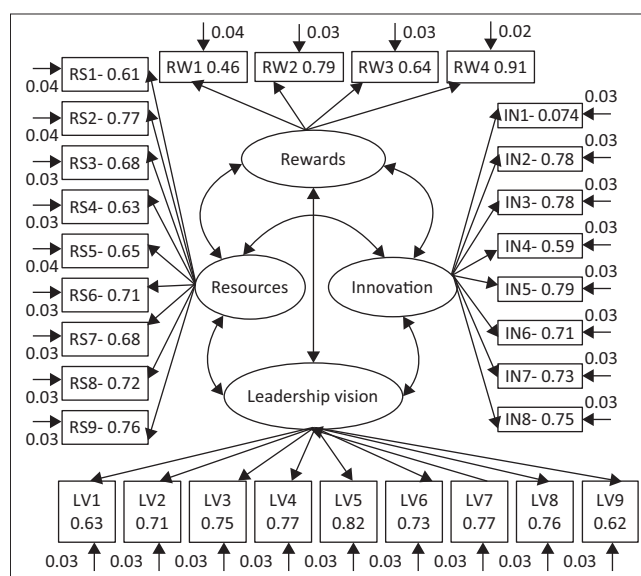 0.04
0.03
0.03
0.02
RW1 0.46
RW2 0.79
RW3 0.64
RW4 0.91
RS1- 0.61
0.04
RS2- 0.77
0.04
RS3- 0.68
0.03
RS4- 0.63
0.03
RS5- 0.65
0.04
RS6- 0.71
0.03
RS7- 0.68
0.03
RS8- 0.72
0.03
RS9- 0.76
0.03
Rewards
Resources
Innovation
Leadership vision
0.03
IN1- 0.074
0.03
IN2- 0.78
0.03
IN3- 0.78
0.03
IN4- 0.59
0.03
IN5- 0.79
0.03
IN6- 0.71
0.03
IN7- 0.73
0.03
IN8- 0.75
LV1
0.63
LV2
0.71
LV3
0.75
LV4
0.77
LV5
0.82
LV6
0.73
LV7
0.77
LV8
0.76
LV9
0.62
0.03
0.03
0.03
0.03
0.03
0.03
0.03
0.03
0.03